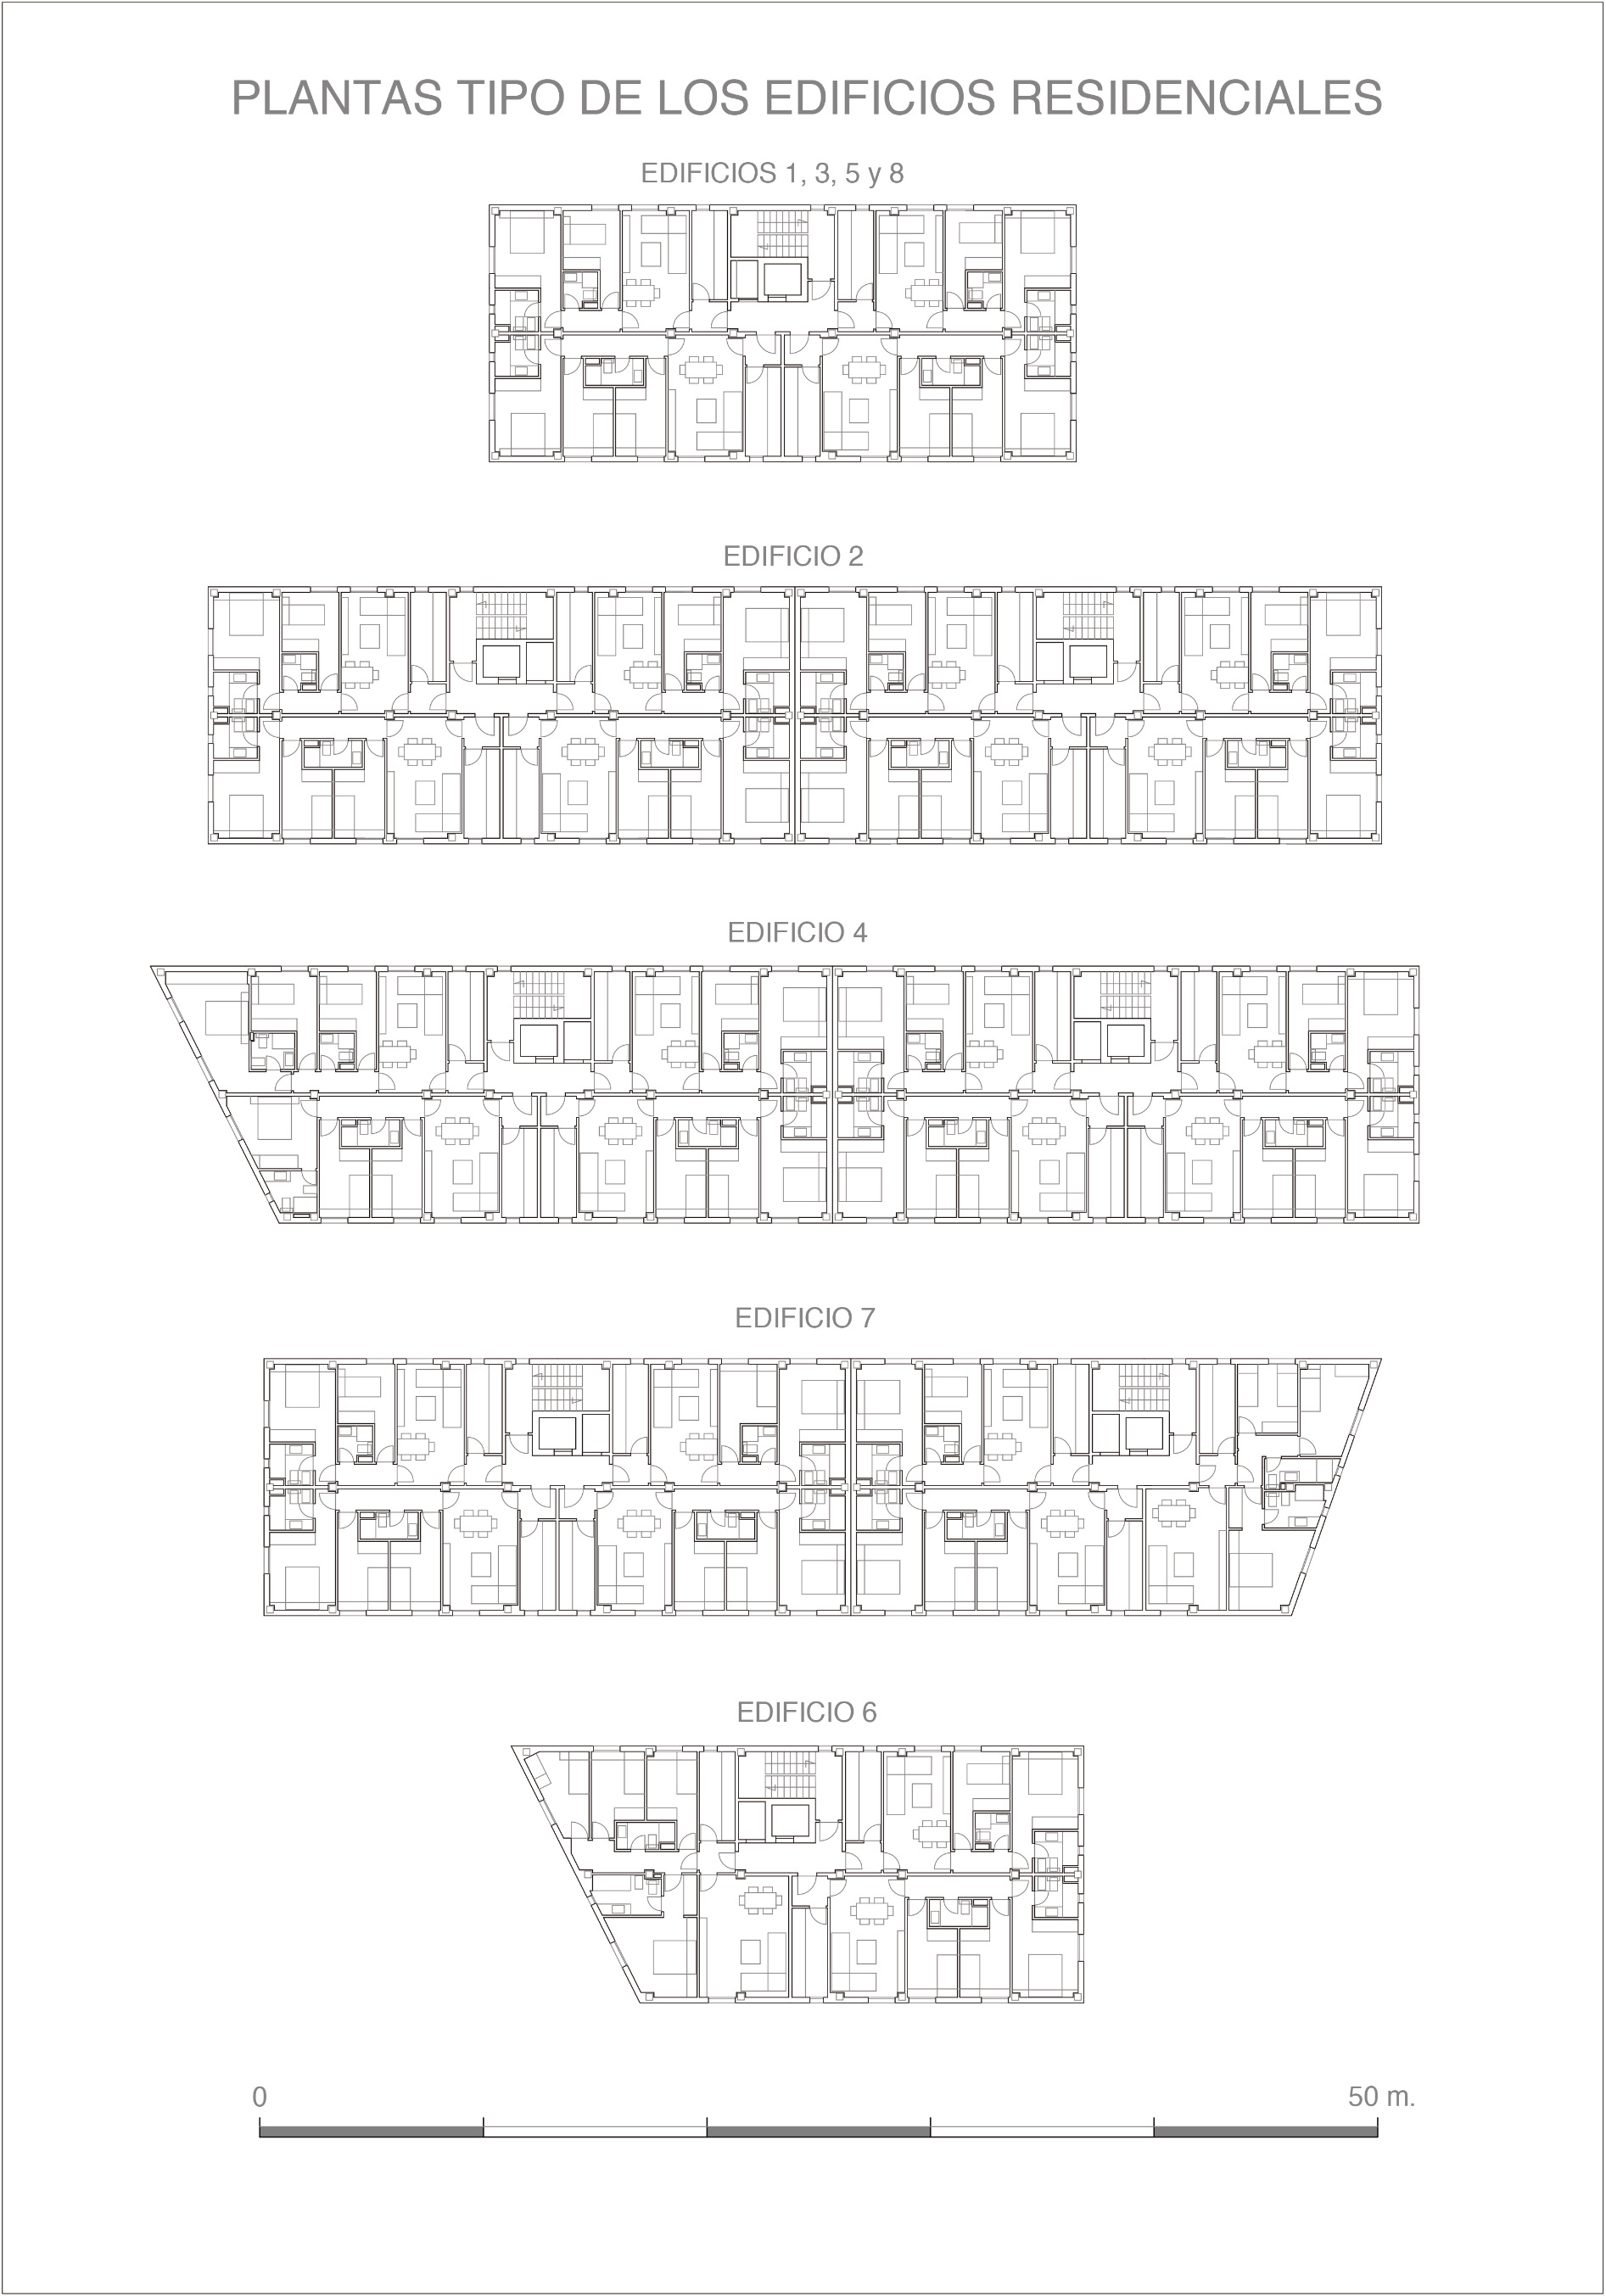 PLANTAS TIPO DE LOS EDIFICIOS RESIDENCIALES
EDIFICIOS 1, 3, 5 y 8
EDIFICIO 2
EDIFICIO 4
EDIFICIO 7
EDIFICIO 6
0 50 m.